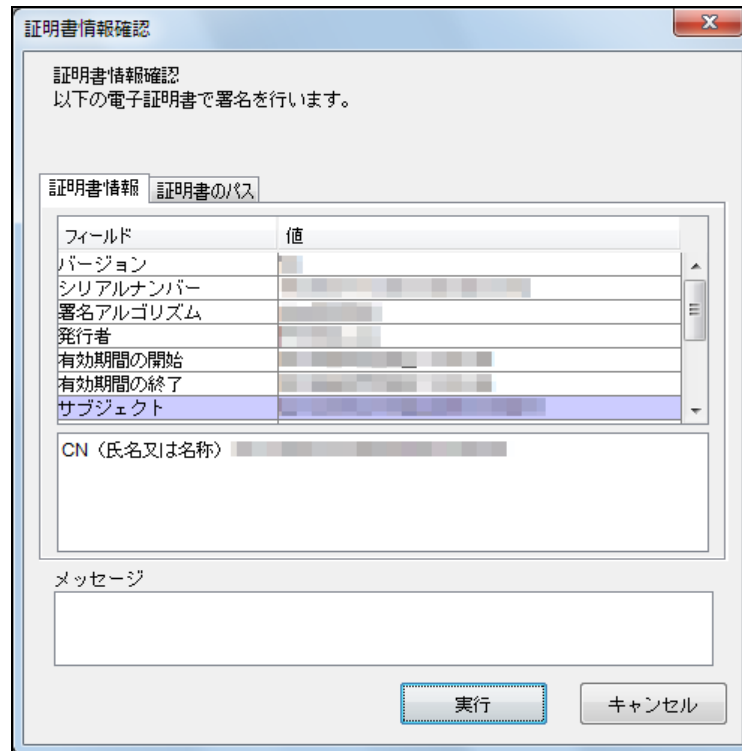 証明書情報確認
証明書情報確認
以下の電子証明書で署名を行います。
証明書情報 証明書のパス
フィールド 値
バージョン
シリアルナンバー
署名アルゴリズム
発行者
有効期間の開始
有効期間の終了
サブジェクト
CN（氏名又は名称）
メッセージ
実行 キャンセル